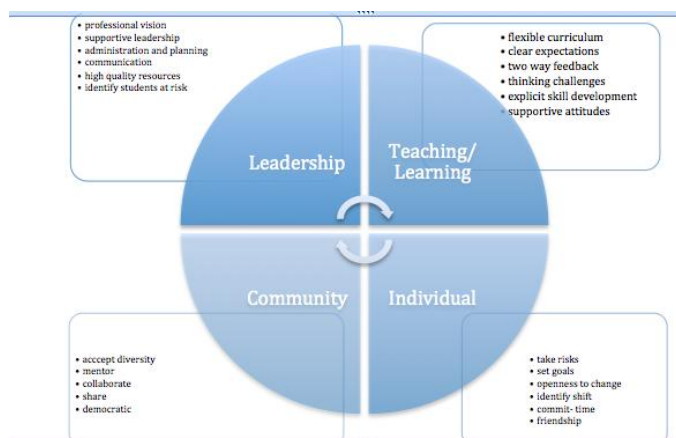 • professional vision
• supportive leadership
• administration and planning
• communication
• high quality resources
• identify students at risk
• flexible curriculum
• clear expectations
• two way feedback
• thinking challenges
• explicit skill development
• supportive attitudes
Leadership
Teaching/
Learning
Community
Individual
• acccept diversity
• mentor
• collaborate
• share
• democratic
• take risks
• set goals
• openness to change
• identify shift
• commit- time
• friendship